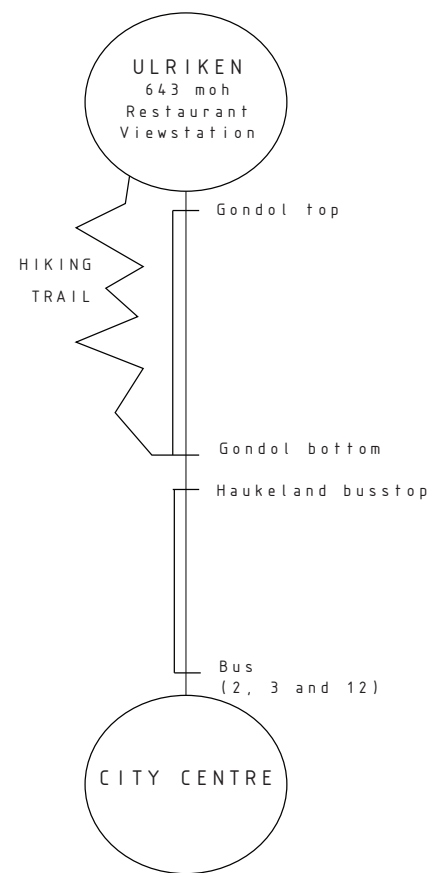 ULRIKEN
643 moh
Restaurant
Viewstation
Gondol top
HIKING
TRAIL
Gondol bottom
Haukeland busstop
Bus
(2, 3 and 12)
CITY CENTRE